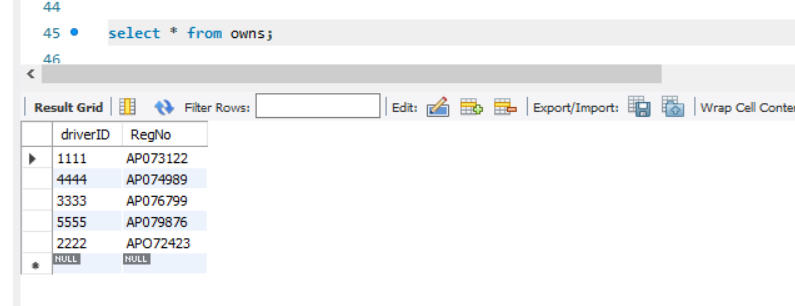 44
45 select * from owns;
46
Result Grid Filter Rows: Edit: Export/Import: Wrap Cell Conte
driverID RegNo
1111 AP073122
4444 AP074989
3333 AP076799
5555 AP079876
2222 APO72423
NULL NULL